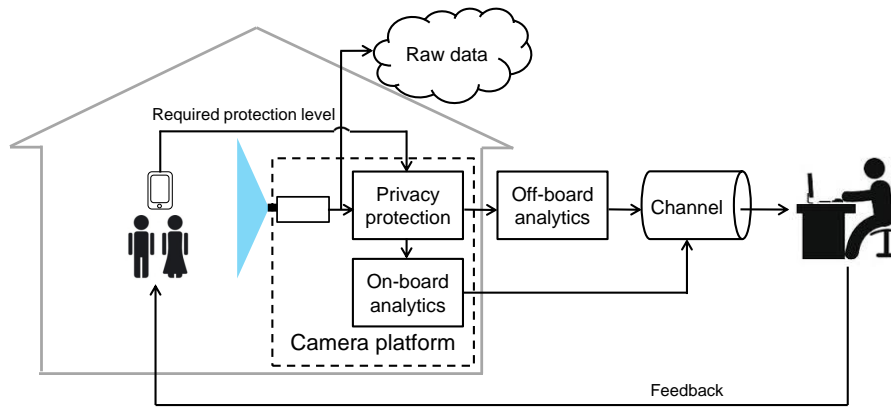 Raw data
Required protection level
Privacy
protection
Off-board
analytics
Channel
On-board
analytics
Camera platform
Feedback